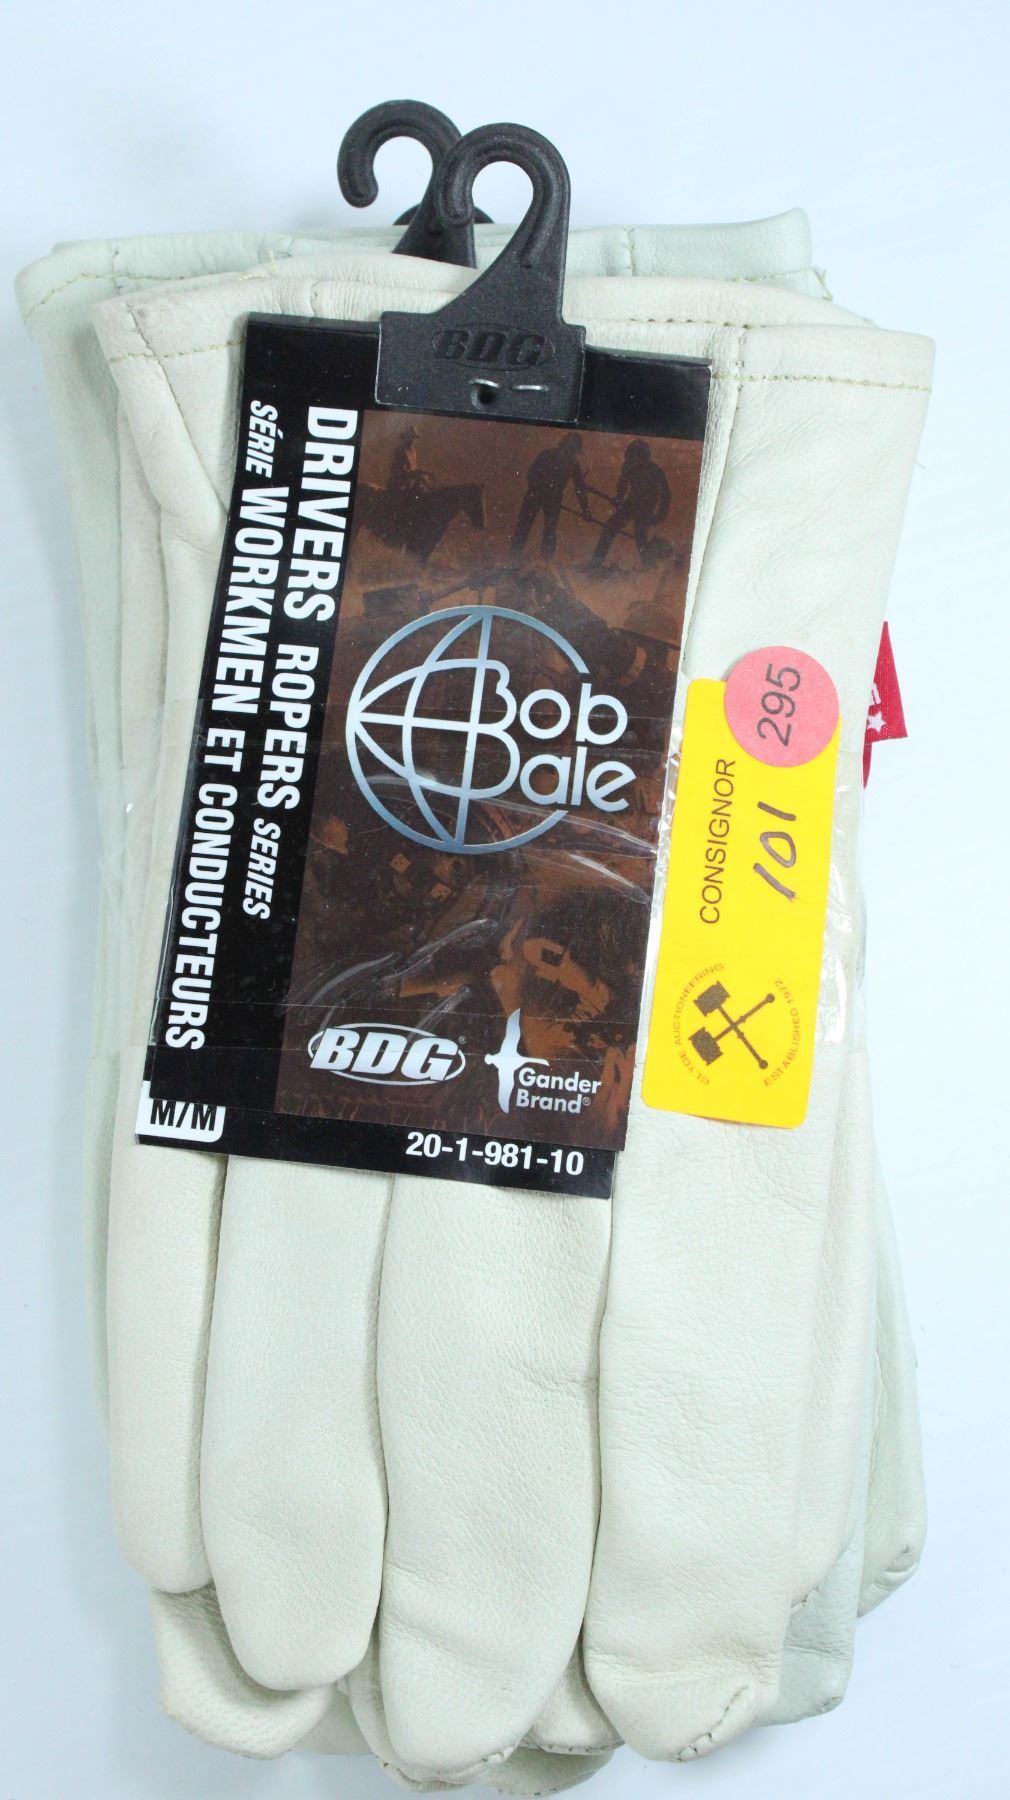 BDG
DRIVERS ROPERS SERIES
SÉRIE WORKMEN ET CONDUCTEURS
Bob
Dale
BDG®
Gander
Brand®
M/M
20-1-981-10
295
CONSIGNOR
101
CLYDE AUCTIONEERING
ESTABLISHED 1972